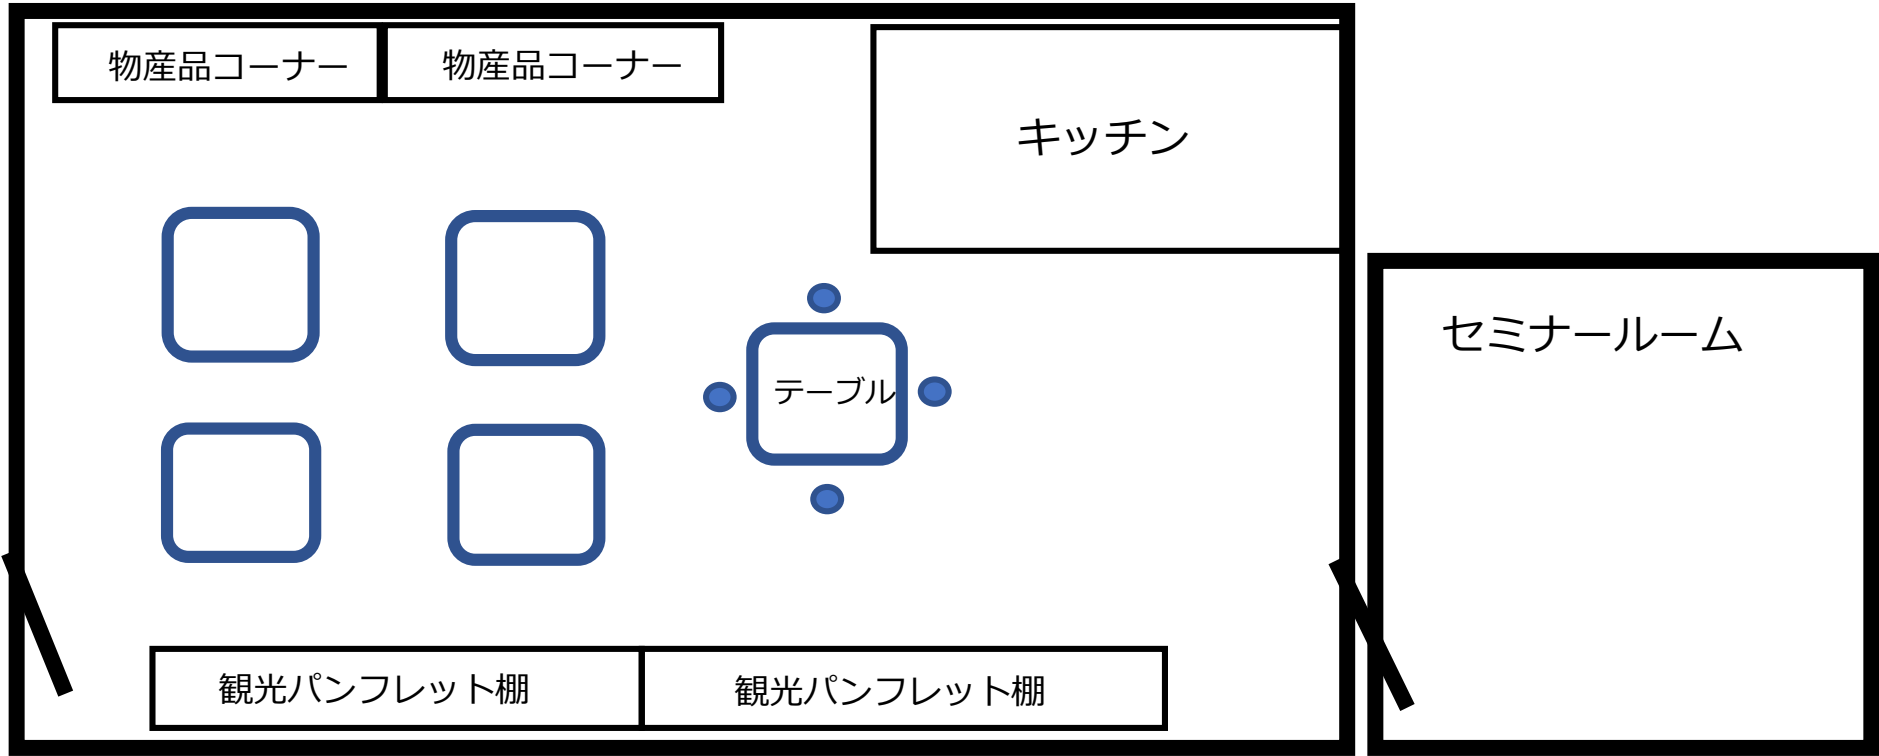 物産品コーナー
物産品コーナー
キッチン
セミナールーム
テーブル
観光パンフレット棚
観光パンフレット棚